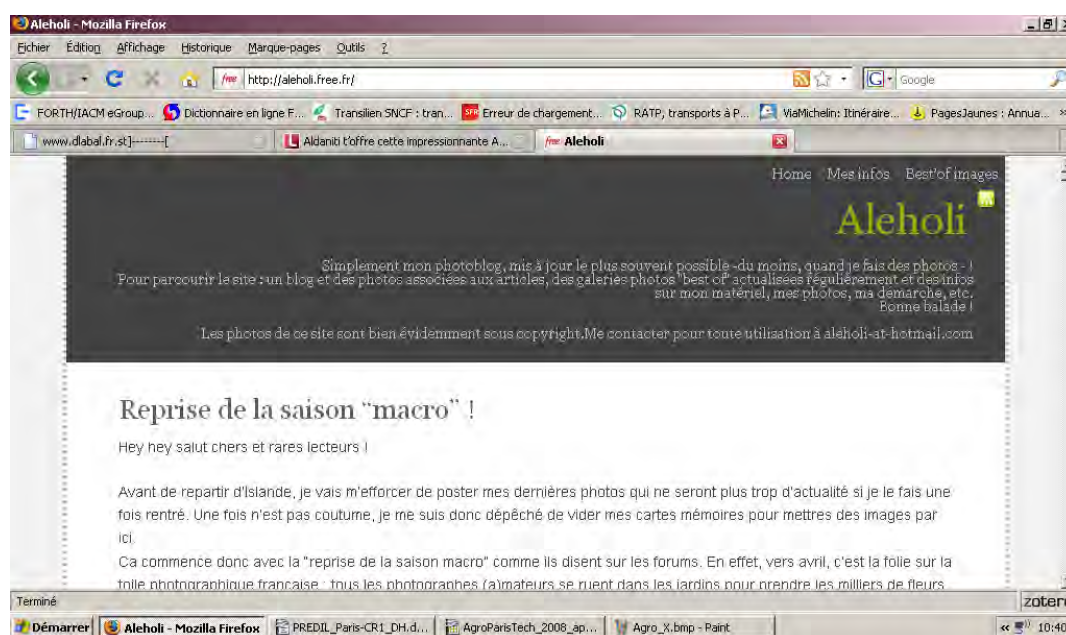 Aleholi - Mozilla Firefox
Fichier Édition Affichage Historique Marque-pages Outils ?
free http://aleholi.free.fr/ G Google
FORTH/IACM eGroup... Dictionnaire en ligne F... Transilien SNCF : tran... SFR Erreur de chargement... RATP, transports à P... ViaMichelin: Itinéraire... PagesJaunes : Annua... »
www.dlabal.fr.st]-------[ L Aldaniti t'offre cette impressionnante A... free Aleholi
Home Mes infos Best'of images
Aleholi
Simplement mon photoblog, mis à jour le plus souvent possible -du moins, quand je fais des photos - !
Pour parcourir le site : un blog et des photos associées aux articles, des galeries photos "best of" actualisées régulièrement et des infos
sur mon matériel, mes photos, ma démarche, etc.
Bonne balade !
Les photos de ce site sont bien évidemment sous copyright.Me contacter pour toute utilisation à aleholi-at-hotmail.com
Reprise de la saison "macro" !
Hey hey salut chers et rares lecteurs !
Avant de repartir d'Islande, je vais m'efforcer de poster mes dernières photos qui ne seront plus trop d'actualité si je le fais une
fois rentré. Une fois n'est pas coutume, je me suis donc dépêché de vider mes cartes mémoires pour mettres des images par
ici.
Ca commence donc avec la "reprise de la saison macro" comme ils disent sur les forums. En effet, vers avril, c'est la folie sur la
toile photographique française : tous les photographes (a)mateurs se ruent dans les jardins pour prendre les milliers de fleurs
Terminé zotero
Démarrer Aleholi - Mozilla Firefox PREDIL_Paris-CR1_DH.d... AgroParisTech_2008_ap... Agro_X.bmp - Paint « 10:40